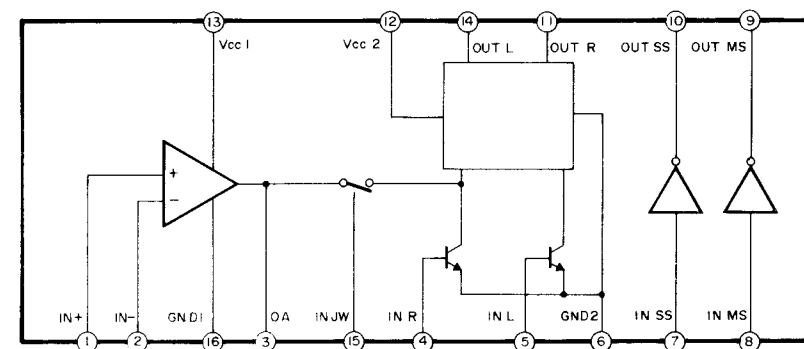 13 12 14 11 10 9
Vcc 1 Vcc 2 OUT L OUT R OUT SS OUT MS
+
−
IN+ IN- GND1 OA INJW IN R IN L GND2 IN SS IN MS
1 2 16 3 15 4 5 6 7 8